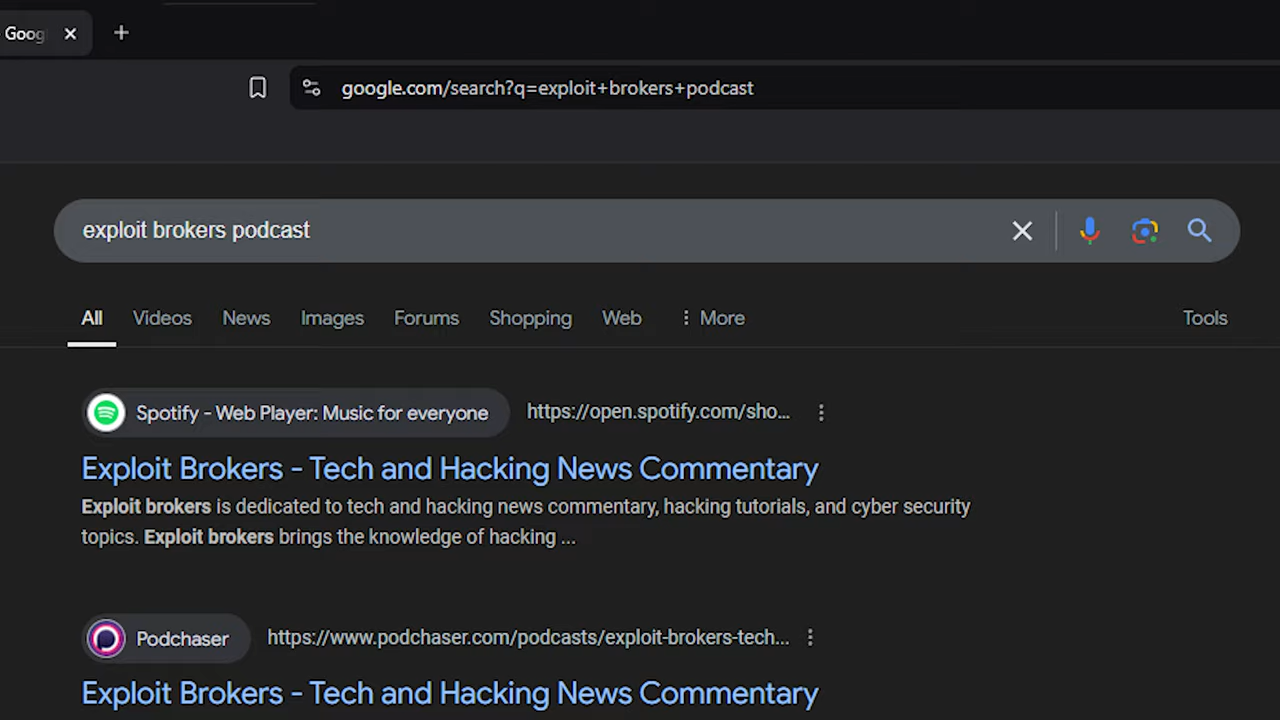 Goog
google.com/search?q=exploit+brokers+podcast
exploit brokers podcast
All Videos News Images Forums Shopping Web More Tools
Spotify - Web Player: Music for everyone https://open.spotify.com/sho...
Exploit Brokers - Tech and Hacking News Commentary
Exploit brokers is dedicated to tech and hacking news commentary, hacking tutorials, and cyber security
topics. Exploit brokers brings the knowledge of hacking ...
Podchaser https://www.podchaser.com/podcasts/exploit-brokers-tech...
Exploit Brokers - Tech and Hacking News Commentary